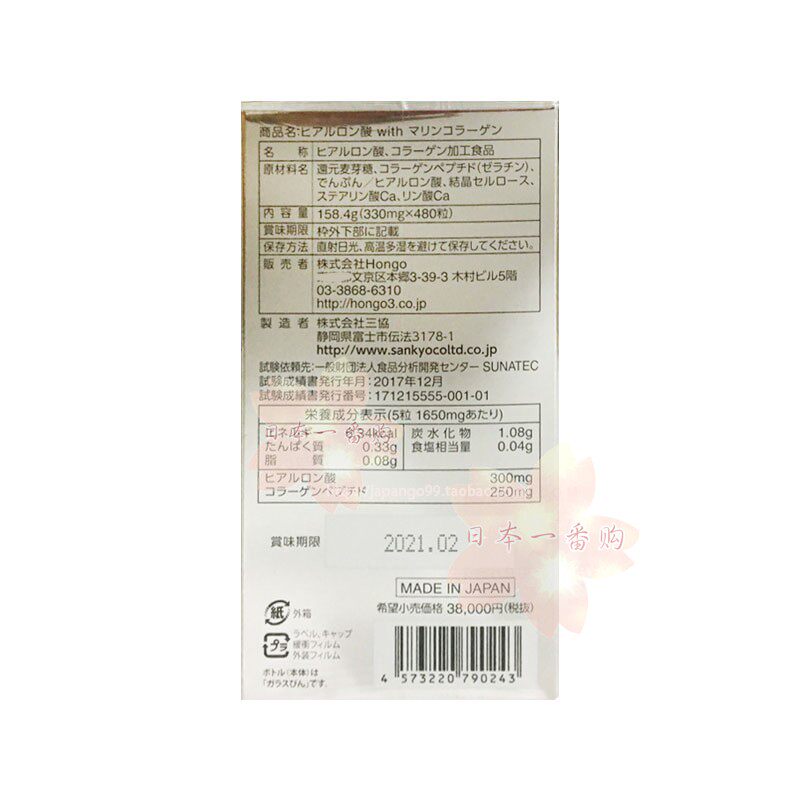 商品名:ヒアルロン酸 with マリンコラーゲン
名 称 ヒアルロン酸、コラーゲン加工食品
原材料名 還元麦芽糖、コラーゲンペプチド(ゼラチン)、
でんぷん/ヒアルロン酸、結晶セルロース、
ステアリン酸Ca、リン酸Ca
内 容 量 158.4g(330mg×480粒)
賞味期限 枠外下部に記載
保存方法 直射日光、高温多湿を避けて保存してください。
販 売 者 株式会社Hongo
文京区本郷3-39-3 木村ビル5階
03-3868-6310
http://hongo3.co.jp
製 造 者 株式会社三協
静岡県富士市伝法3178-1
http://www.sankyocoltd.co.jp
試験依頼先:一般財団法人食品分析開発センター SUNATEC
試験成績書発行年月:2017年12月
試験成績書発行番号:171215555-001-01
栄養成分表示(5粒 1650mgあたり)
エネルギー 6.34kcal 炭水化物 1.08g
たんぱく質 0.33g 食塩相当量 0.04g
脂 質 0.08g
日本一番购
ヒアルロン酸 300mg
コラーゲンペプチド 250mg
japango99.taobao
賞味期限 2021.02
日本一番购
MADE IN JAPAN
希望小売価格 38,000円(税抜)
紙 外箱
プラ ラベル、キャップ
緩衝フィルム
外装フィルム
ボトル(本体)は
「ガラスびん」です。
4 573220 790243